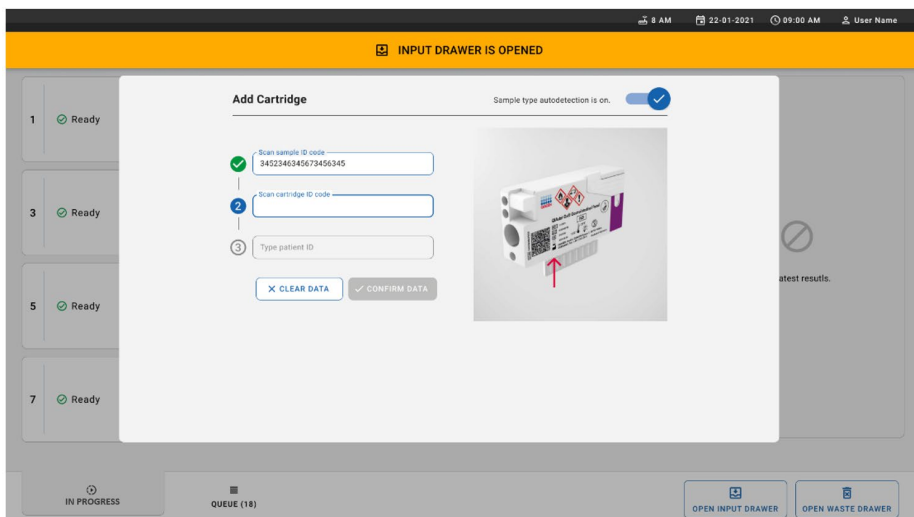 8 AM 22-01-2021 09:00 AM User Name
INPUT DRAWER IS OPENED
Add Cartridge
Sample type autodetection is on.
1 Ready
Scan sample ID code
3452346345673456345
Scan cartridge ID code
2
3 Ready
3 Type patient ID
CLEAR DATA CONFIRM DATA
atest resutls.
5 Ready
7 Ready
IN PROGRESS
QUEUE (18)
OPEN INPUT DRAWER
OPEN WASTE DRAWER